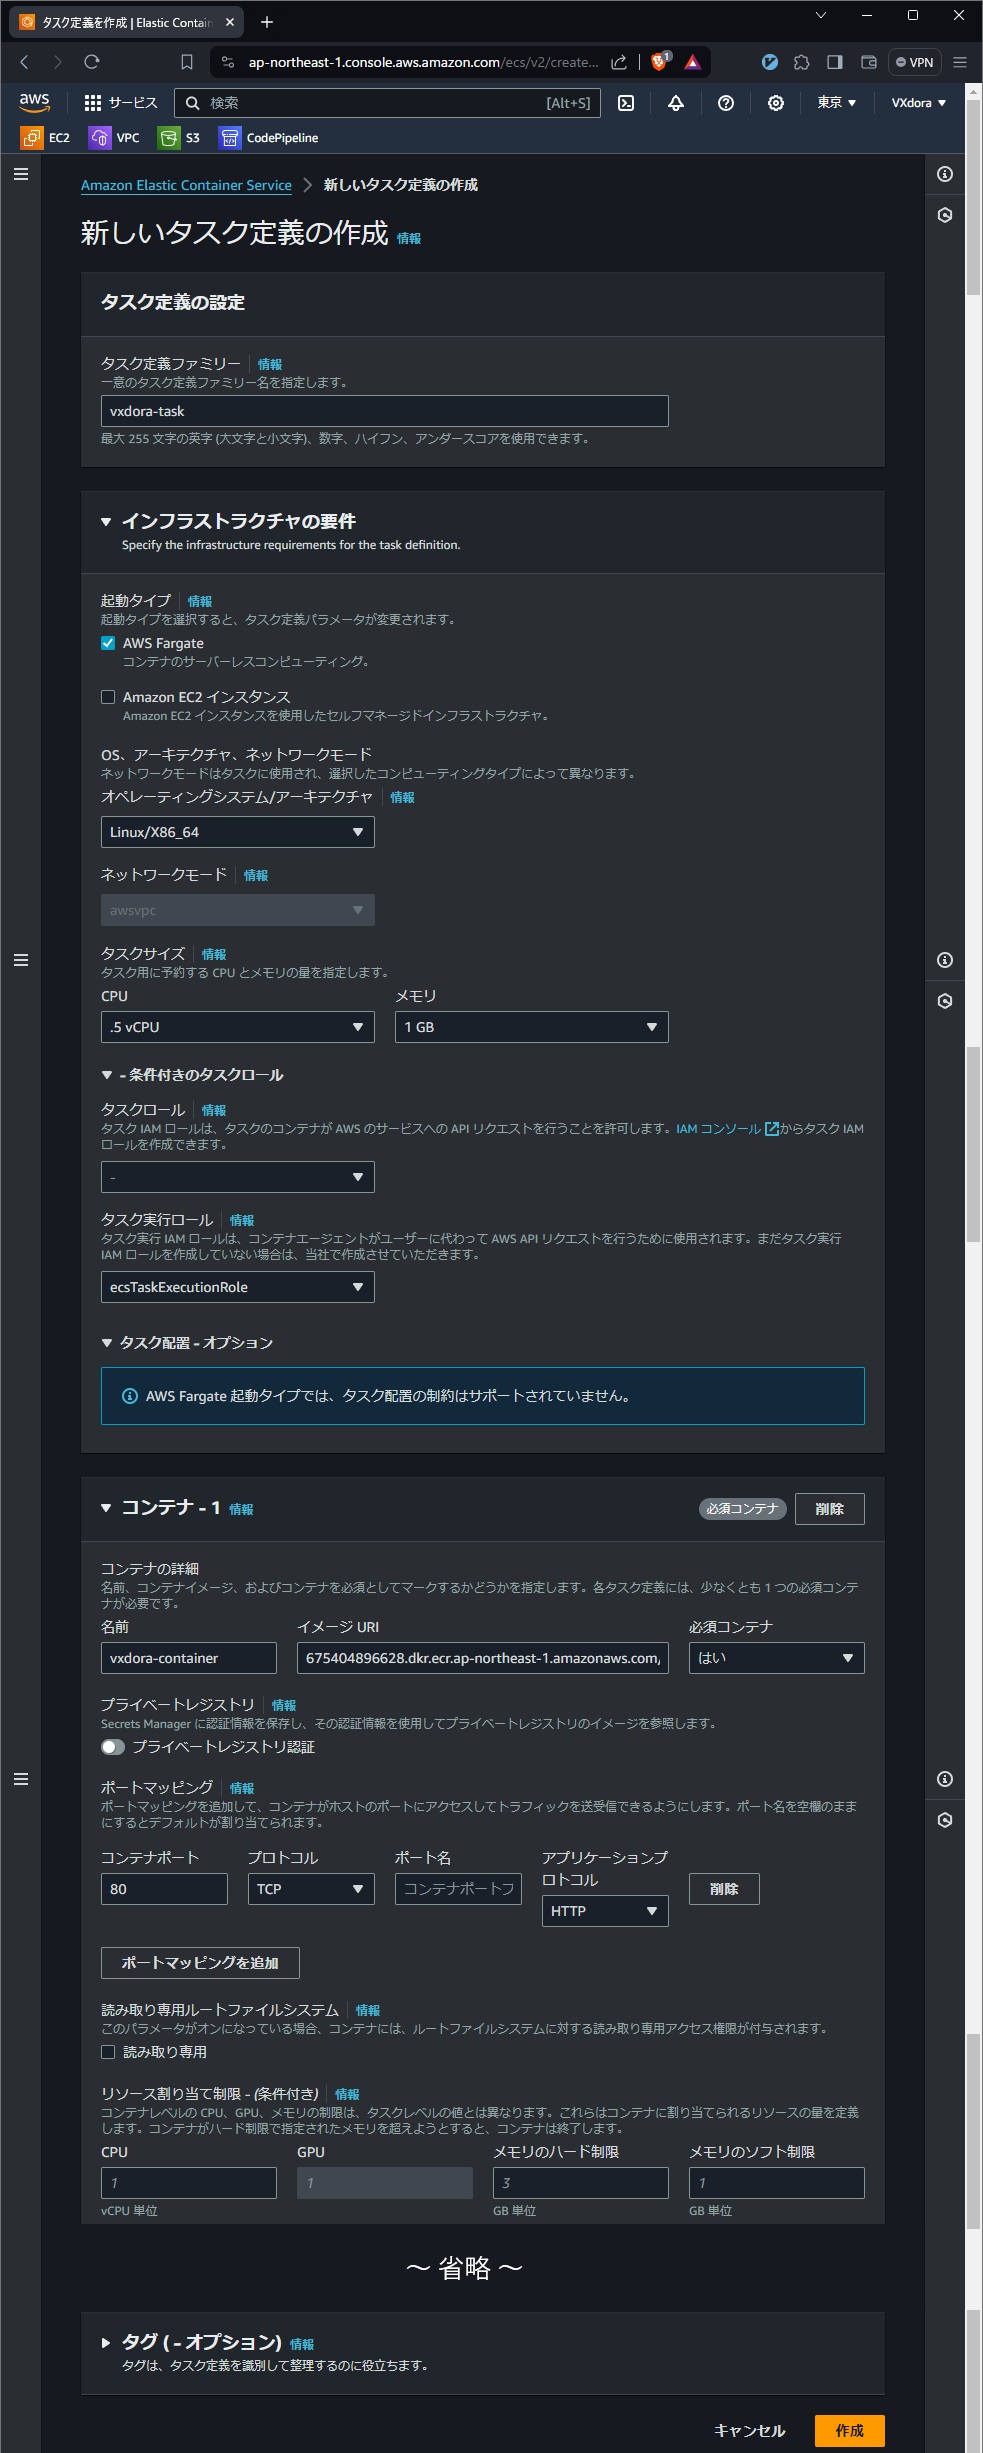 タスク定義を作成 | Elastic Contain
ap-northeast-1.console.aws.amazon.com/ecs/v2/create...
1
VPN
aws
サービス
検索
[Alt+S]
東京
VXdora
EC2
VPC
S3
CodePipeline
Amazon Elastic Container Service
新しいタスク定義の作成
新しいタスク定義の作成 情報
タスク定義の設定
タスク定義ファミリー 情報
一意のタスク定義ファミリー名を指定します。
vxdora-task
最大 255 文字の英字 (大文字と小文字)、数字、ハイフン、アンダースコアを使用できます。
インフラストラクチャの要件
Specify the infrastructure requirements for the task definition.
起動タイプ 情報
起動タイプを選択すると、タスク定義パラメータが変更されます。
AWS Fargate
コンテナのサーバーレスコンピューティング。
Amazon EC2 インスタンス
Amazon EC2 インスタンスを使用したセルフマネージドインフラストラクチャ。
OS、アーキテクチャ、ネットワークモード
ネットワークモードはタスクに使用され、選択したコンピューティングタイプによって異なります。
オペレーティングシステム/アーキテクチャ 情報
Linux/X86_64
ネットワークモード 情報
awsvpc
タスクサイズ 情報
タスク用に予約する CPU とメモリの量を指定します。
CPU メモリ
.5 vCPU 1 GB
- 条件付きのタスクロール
タスクロール 情報
タスク IAM ロールは、タスクのコンテナが AWS のサービスへの API リクエストを行うことを許可します。IAM コンソール からタスク IAM
ロールを作成できます。
-
タスク実行ロール 情報
タスク実行 IAM ロールは、コンテナエージェントがユーザーに代わって AWS API リクエストを行うために使用されます。まだタスク実行
IAM ロールを作成していない場合は、当社で作成させていただきます。
ecsTaskExecutionRole
タスク配置 - オプション
AWS Fargate 起動タイプでは、タスク配置の制約はサポートされていません。
コンテナ - 1 情報
必須コンテナ
削除
コンテナの詳細
名前、コンテナイメージ、およびコンテナを必須としてマークするかどうかを指定します。各タスク定義には、少なくとも 1 つの必須コンテ
ナが必要です。
名前 イメージ URI 必須コンテナ
vxdora-container 675404896628.dkr.ecr.ap-northeast-1.amazonaws.com, はい
プライベートレジストリ 情報
Secrets Manager に認証情報を保存し、その認証情報を使用してプライベートレジストリのイメージを参照します。
プライベートレジストリ認証
ポートマッピング 情報
ポートマッピングを追加して、コンテナがホストのポートにアクセスしてトラフィックを送受信できるようにします。ポート名を空欄のまま
にするとデフォルトが割り当てられます。
コンテナポート プロトコル ポート名 アプリケーションプ
ロトコル
80 TCP コンテナポートフ HTTP 削除
ポートマッピングを追加
読み取り専用ルートファイルシステム 情報
このパラメータがオンになっている場合、コンテナには、ルートファイルシステムに対する読み取り専用アクセス権限が付与されます。
読み取り専用
リソース割り当て制限 - (条件付き) 情報
コンテナレベルの CPU、GPU、メモリの制限は、タスクレベルの値とは異なります。これらはコンテナに割り当てられるリソースの量を定義
します。コンテナがハード制限で指定されたメモリを超えようとすると、コンテナは終了します。
CPU GPU メモリのハード制限 メモリのソフト制限
1 1 3 1
vCPU 単位 GB 単位 GB 単位
～ 省略 ～
タグ ( - オプション) 情報
タグは、タスク定義を識別して整理するのに役立ちます。
キャンセル
作成